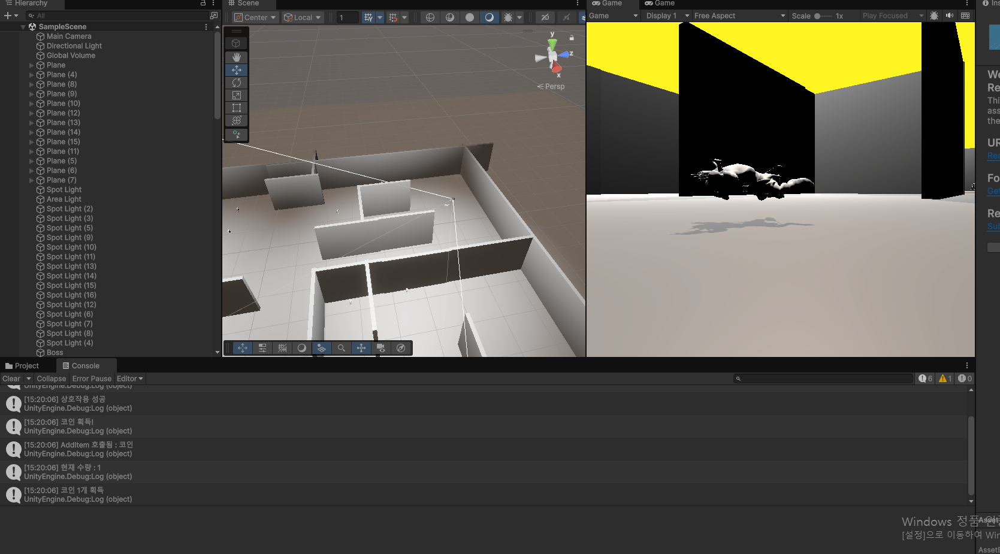 Hierarchy
All
SampleScene
Main Camera
Directional Light
Global Volume
Plane
Plane (4)
Plane (8)
Plane (9)
Plane (10)
Plane (12)
Plane (13)
Plane (14)
Plane (15)
Plane (11)
Plane (5)
Plane (6)
Plane (7)
Spot Light
Area Light
Spot Light (2)
Spot Light (3)
Spot Light (5)
Spot Light (9)
Spot Light (10)
Spot Light (11)
Spot Light (13)
Spot Light (14)
Spot Light (15)
Spot Light (16)
Spot Light (12)
Spot Light (6)
Spot Light (7)
Spot Light (8)
Spot Light (4)
Boss
Scene
Center
Local
1
2D
y
z
x
Persp
Game
Game
Game
Display 1
Free Aspect
Scale
1x
Play Focused
Ins
We
Re
Thi
ass
the
UR
Rea
Fo
Get
Re
Sub
Project
Console
Clear
Collapse
Error Pause
Editor
6
1
0
UnityEngine.Debug:Log (object)
[15:20:06] 상호작용 성공
UnityEngine.Debug:Log (object)
[15:20:06] 코인 획득!
UnityEngine.Debug:Log (object)
[15:20:06] AddItem 호출됨 : 코인
UnityEngine.Debug:Log (object)
[15:20:06] 현재 수량 : 1
UnityEngine.Debug:Log (object)
[15:20:06] 코인 1개 획득
UnityEngine.Debug:Log (object)
Windows 정품 인증
[설정]으로 이동하여 Win
Asset
AssetB